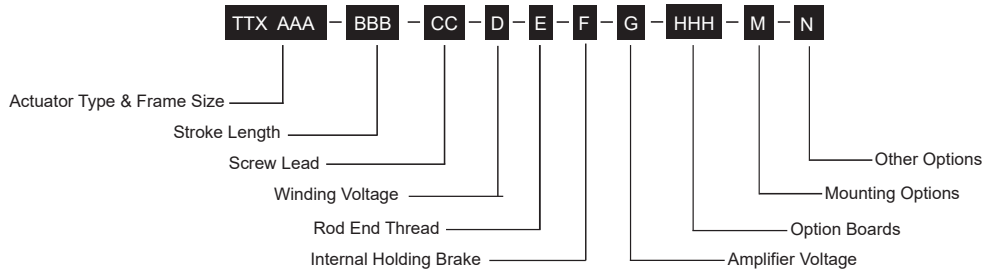 TTX AAA - BBB - CC - D - E - F - G - HHH - M - N
Actuator Type & Frame Size
Stroke Length
Screw Lead
Winding Voltage
Rod End Thread
Internal Holding Brake
Other Options
Mounting Options
Option Boards
Amplifier Voltage